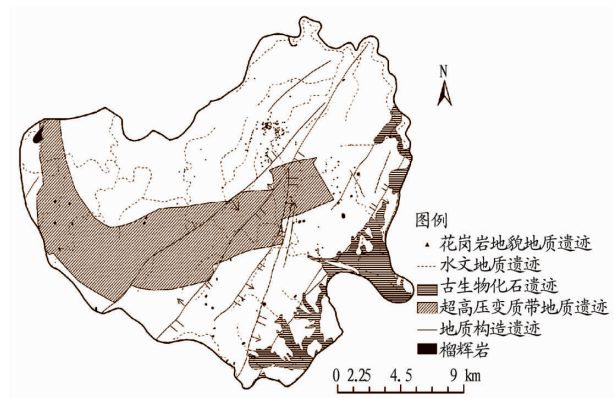 N
图例
花岗岩地貌地质遗迹
水文地质遗迹
古生物化石遗迹
超高压变质带地质遗迹
地质构造遗迹
榴辉岩
0 2.25 4.5 9 km